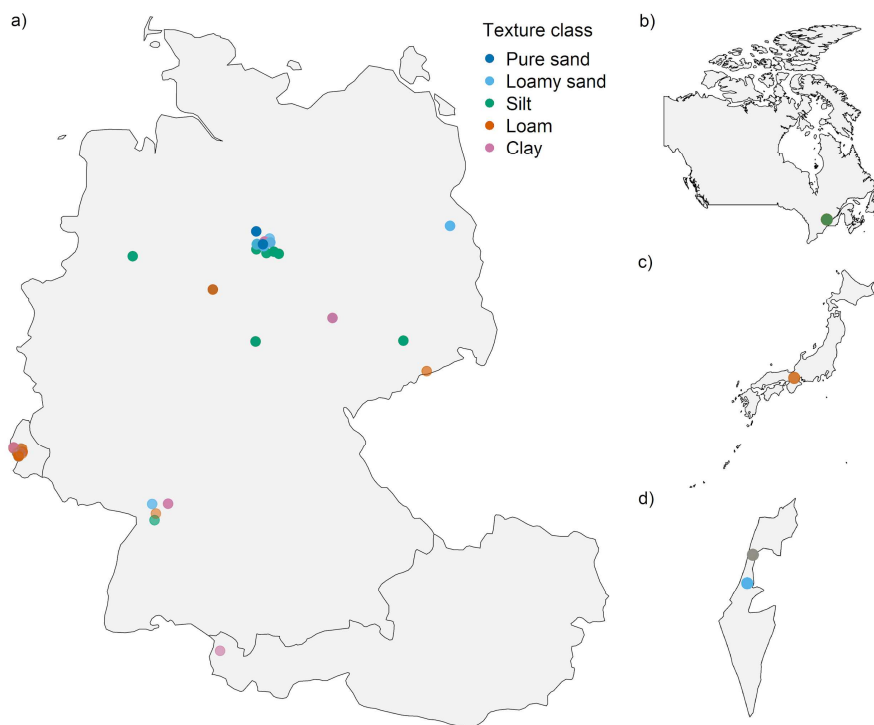 a)
Texture class
Pure sand
Loamy sand
Silt
Loam
Clay
b)
c)
d)